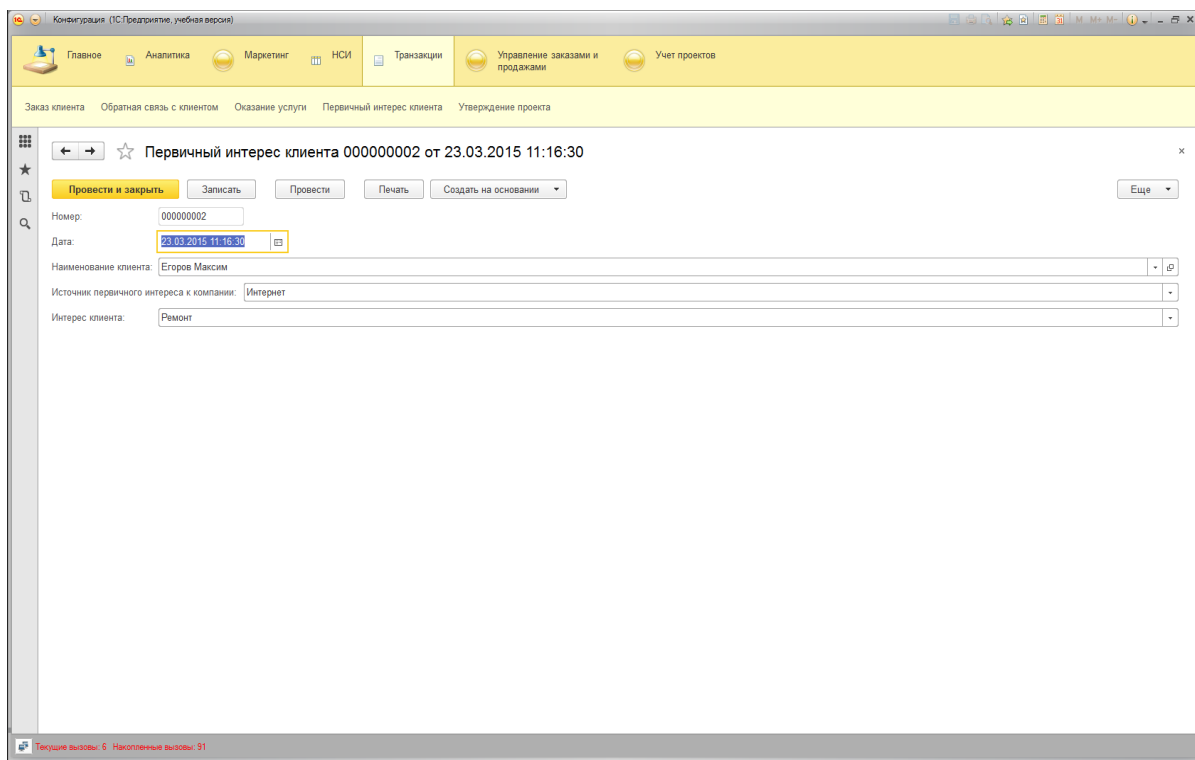 Конфигурация (1С:Предприятие, учебная версия)
M M+ M-
Главное Аналитика Маркетинг НСИ Транзакции Управление заказами и продажами Учет проектов
Заказ клиента Обратная связь с клиентом Оказание услуги Первичный интерес клиента Утверждение проекта
Первичный интерес клиента 000000002 от 23.03.2015 11:16:30
Провести и закрыть Записать Провести Печать Создать на основании Еще
Номер: 000000002
Дата: 23.03.2015 11:16:30
Наименование клиента: Егоров Максим
Источник первичного интереса к компании: Интернет
Интерес клиента: Ремонт
Текущие вызовы: 6 Накопленные вызовы: 91